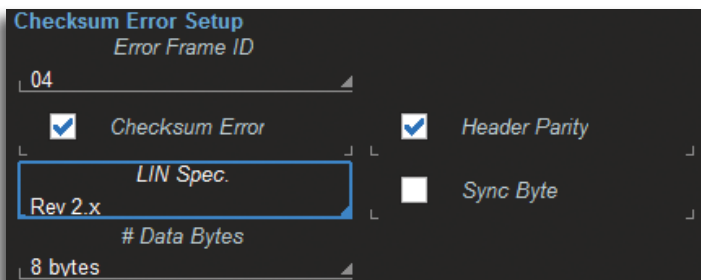 Checksum Error Setup
Error Frame ID
04
Checksum Error
Header Parity
LIN Spec.
Sync Byte
Rev 2.x
# Data Bytes
8 bytes